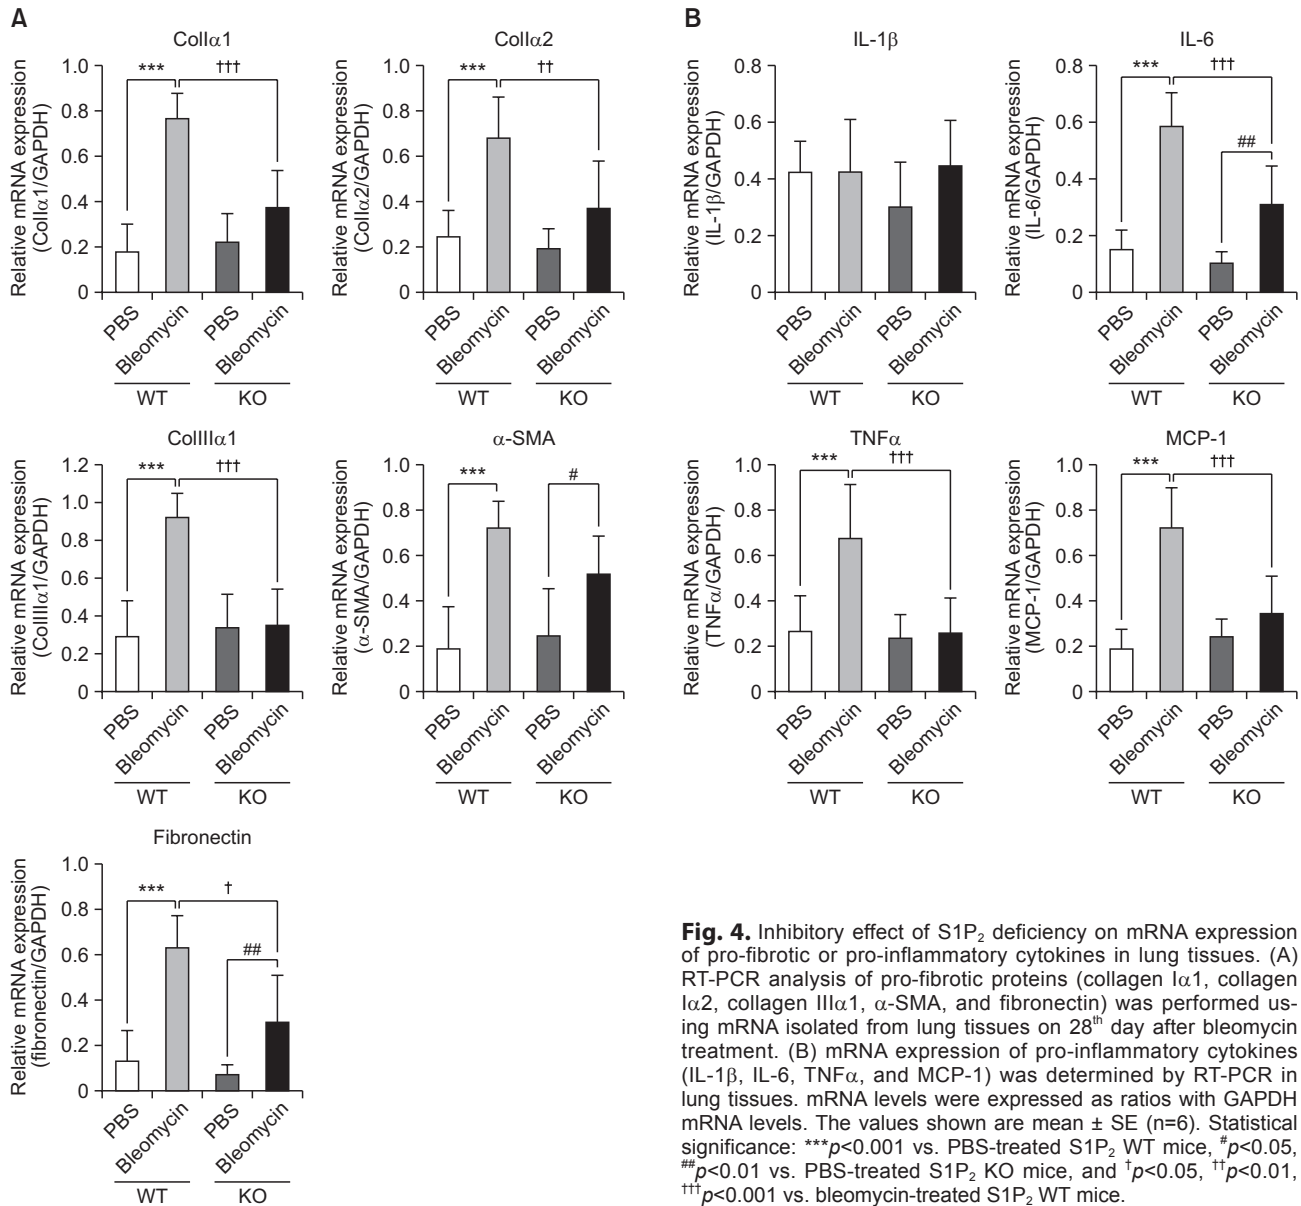 A
CollIα1
Relative mRNA expression
(CollIα1/GAPDH)
1.0
0.8
0.6
0.4
0.2
0
***
†††
PBS
Bleomycin
PBS
Bleomycin
WT
KO
CollIα2
Relative mRNA expression
(CollIα2/GAPDH)
1.0
0.8
0.6
0.4
0.2
0
***
††
PBS
Bleomycin
PBS
Bleomycin
WT
KO
B
IL-1β
Relative mRNA expression
(IL-1β/GAPDH)
0.8
0.6
0.4
0.2
0
PBS
Bleomycin
PBS
Bleomycin
WT
KO
IL-6
Relative mRNA expression
(IL-6/GAPDH)
0.8
0.6
0.4
0.2
0
***
†††
##
PBS
Bleomycin
PBS
Bleomycin
WT
KO
ColIIIα1
Relative mRNA expression
(ColIIIα1/GAPDH)
1.2
1.0
0.8
0.6
0.4
0.2
0
***
†††
PBS
Bleomycin
PBS
Bleomycin
WT
KO
α-SMA
Relative mRNA expression
(α-SMA/GAPDH)
1.0
0.8
0.6
0.4
0.2
0
***
#
PBS
Bleomycin
PBS
Bleomycin
WT
KO
TNFα
Relative mRNA expression
(TNFα/GAPDH)
1.0
0.8
0.6
0.4
0.2
0
***
†††
PBS
Bleomycin
PBS
Bleomycin
WT
KO
MCP-1
Relative mRNA expression
(MCP-1/GAPDH)
1.0
0.8
0.6
0.4
0.2
0
***
†††
PBS
Bleomycin
PBS
Bleomycin
WT
KO
Fibronectin
Relative mRNA expression
(fibronectin/GAPDH)
1.0
0.8
0.6
0.4
0.2
0
***
†
##
PBS
Bleomycin
PBS
Bleomycin
WT
KO
Fig. 4. Inhibitory effect of S1P₂ deficiency on mRNA expression
of pro-fibrotic or pro-inflammatory cytokines in lung tissues. (A)
RT-PCR analysis of pro-fibrotic proteins (collagen Iα1, collagen
Iα2, collagen IIIα1, α-SMA, and fibronectin) was performed us-
ing mRNA isolated from lung tissues on 28th day after bleomycin
treatment. (B) mRNA expression of pro-inflammatory cytokines
(IL-1β, IL-6, TNFα, and MCP-1) was determined by RT-PCR in
lung tissues. mRNA levels were expressed as ratios with GAPDH
mRNA levels. The values shown are mean ± SE (n=6). Statistical
significance: ***p<0.001 vs. PBS-treated S1P₂ WT mice, #p<0.05,
##p<0.01 vs. PBS-treated S1P₂ KO mice, and †p<0.05, ††p<0.01,
†††p<0.001 vs. bleomycin-treated S1P₂ WT mice.